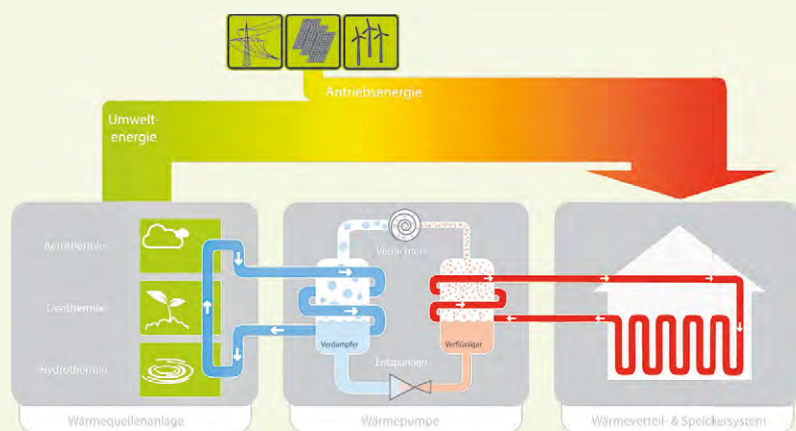 Antriebsenergie
Umwelt-
energie
Aerothermie
Verdichten
Geothermie
Verdampfer
Verflüssiger
Entspannen
Hydrothermie
Wärmequellenanlage
Wärmepumpe
Wärmeverteil- & Speichersystem